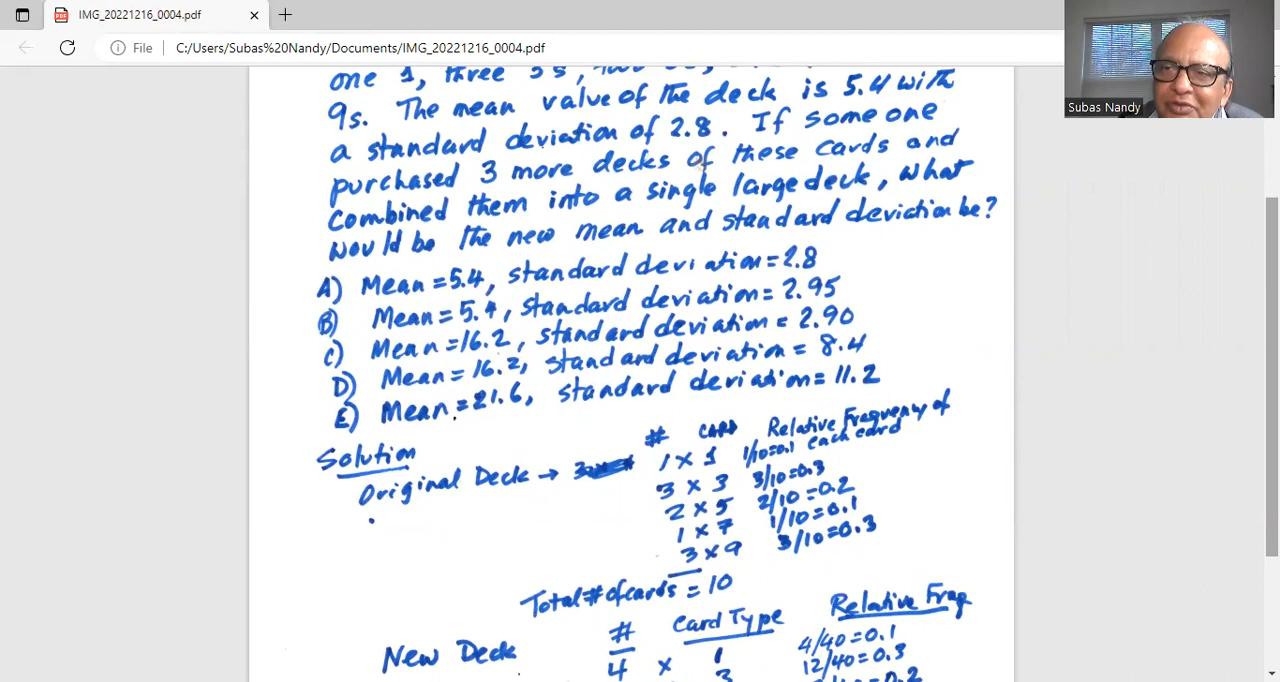 IMG_20221216_0004.pdf
File C:/Users/Subas%20Nandy/Documents/IMG_20221216_0004.pdf
Subas Nandy
one 1, three 3s,
9s. The mean value of the deck is 5.4 with
a standard deviation of 2.8. If some one
purchased 3 more decks of these cards and
combined them into a single large deck, what
would be the new mean and standard deviation be?
A) Mean = 5.4, standard deviation = 2.8
B) Mean = 5.4, standard deviation = 2.95
C) Mean = 16.2, standard deviation = 2.90
D) Mean = 16.2, standard deviation = 8.4
E) Mean = 21.6, standard deviation = 11.2
Solution
# CARD Relative Frequency of each card
Original Deck → 1 x 1 1/10=0.1
3 x 3 3/10=0.3
2 x 5 2/10=0.2
1 x 7 1/10=0.1
3 x 9 3/10=0.3
Total # of cards = 10
# Card Type Relative Freq
New Deck 4 x 1 4/40=0.1
3 12/40=0.3
=0.2